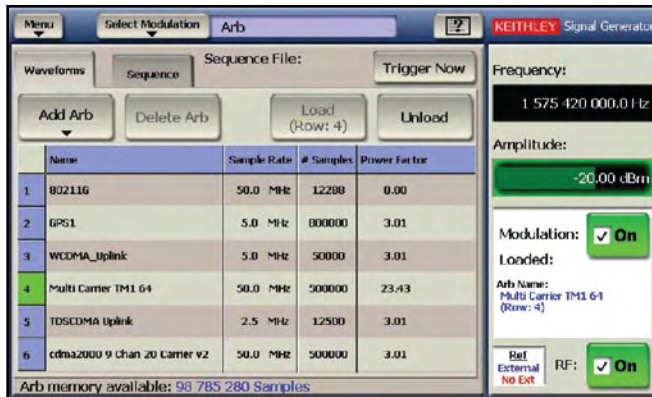 Menu
Select Modulation
Arb
?
KEITHLEY Signal Generator
Waveforms
Sequence
Sequence File:
Trigger Now
Frequency:
1 575 420 000.0 Hz
Add Arb
Delete Arb
Load
(Row: 4)
Unload
Amplitude:
-20.00 dBm
Name Sample Rate # Samples Power Factor
1 80211G 50.0 MHz 12288 0.00
2 GPS1 5.0 MHz 800000 3.01
3 WCDMA_Uplink 5.0 MHz 50000 3.01
4 Multi Carrier TM1 64 50.0 MHz 500000 23.43
5 TDSCDMA Uplink 2.5 MHz 12500 3.01
6 cdma2000 9 Chan 20 Carrier v2 50.0 MHz 500000 3.01
Modulation: On
Loaded:
Arb Name:
Multi Carrier TM1 64
(Row: 4)
Ref
External
No Ext
RF: On
Arb memory available: 98 785 280 Samples